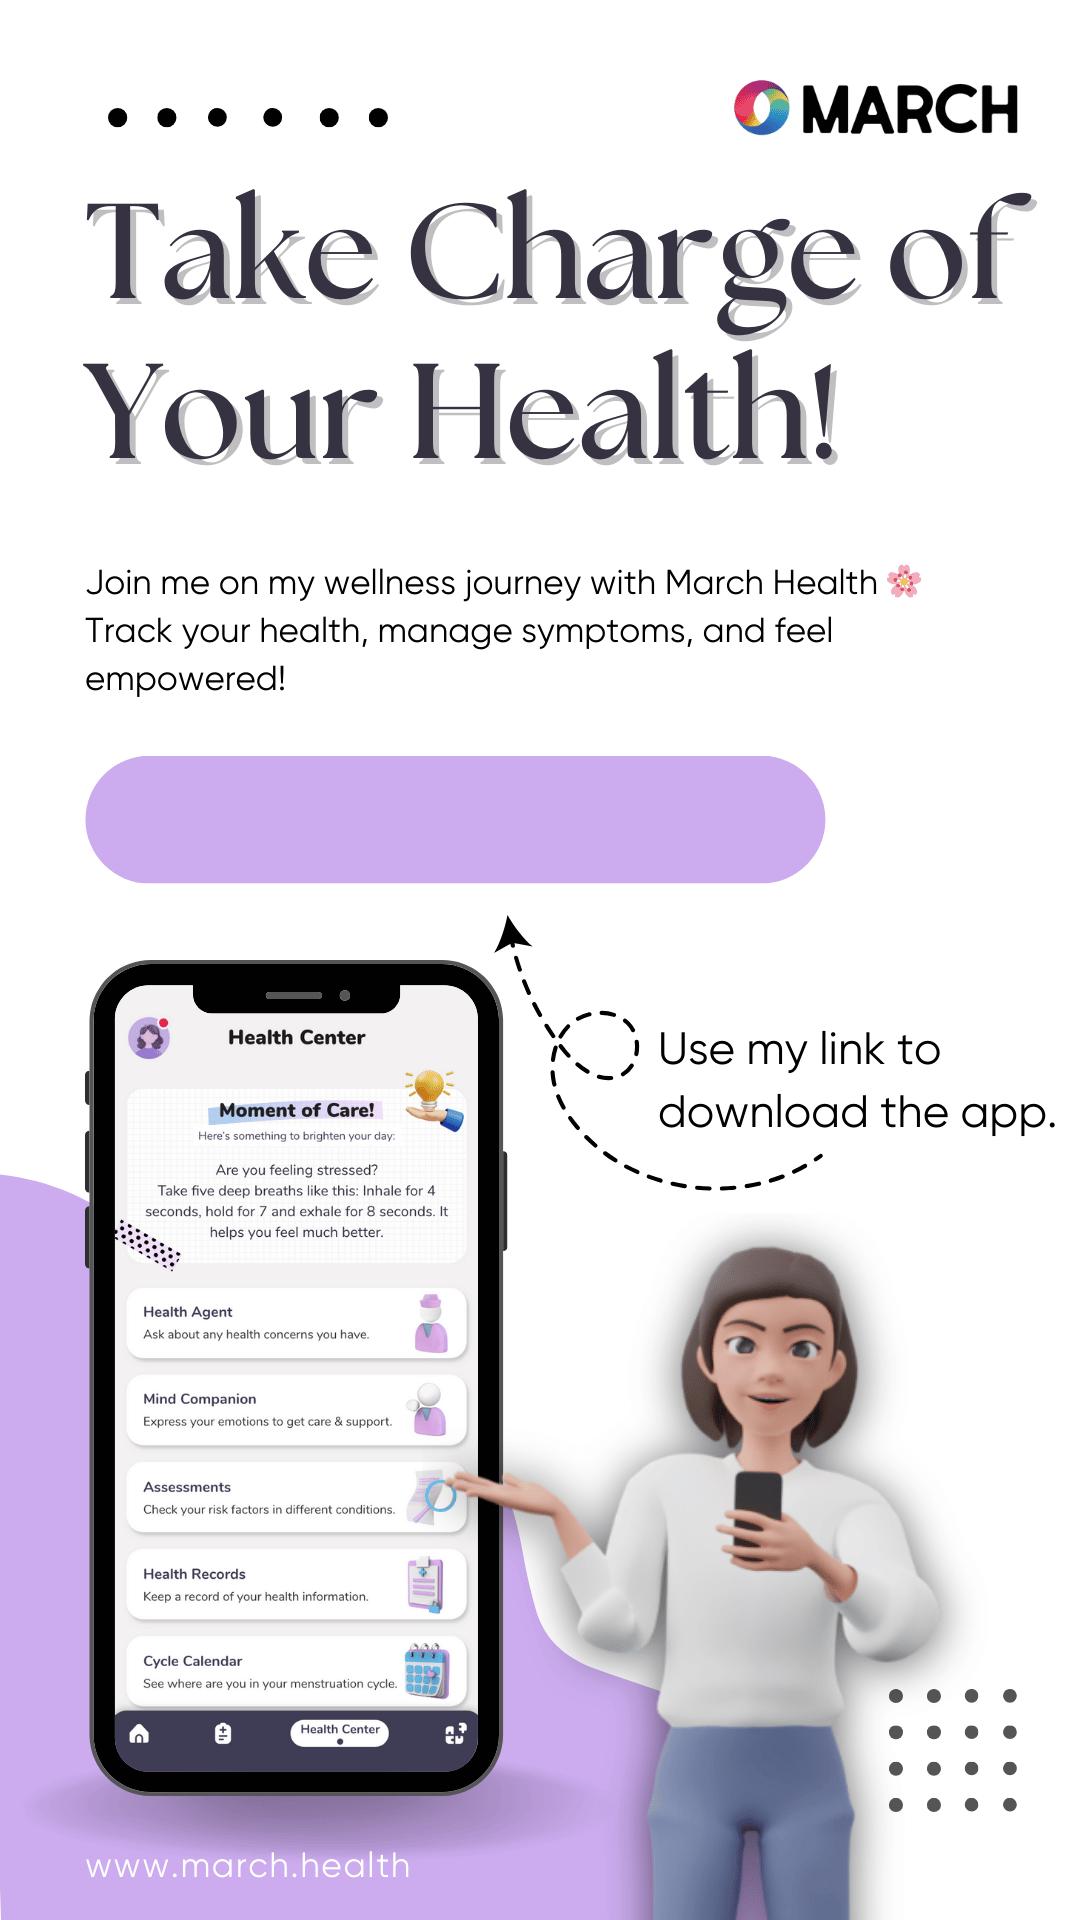 MARCH
Take Charge of
Your Health!
Join me on my wellness journey with March Health 🌸
Track your health, manage symptoms, and feel
empowered!
Use my link to
download the app.
Health Center
Moment of Care!
Here's something to brighten your day:
Are you feeling stressed?
Take five deep breaths like this: Inhale for 4
seconds, hold for 7 and exhale for 8 seconds. It
helps you feel much better.
Health Agent
Ask about any health concerns you have.
Mind Companion
Express your emotions to get care & support.
Assessments
Check your risk factors in different conditions.
Health Records
Keep a record of your health information.
Cycle Calendar
See where are you in your menstruation cycle.
Health Center
www.march.health